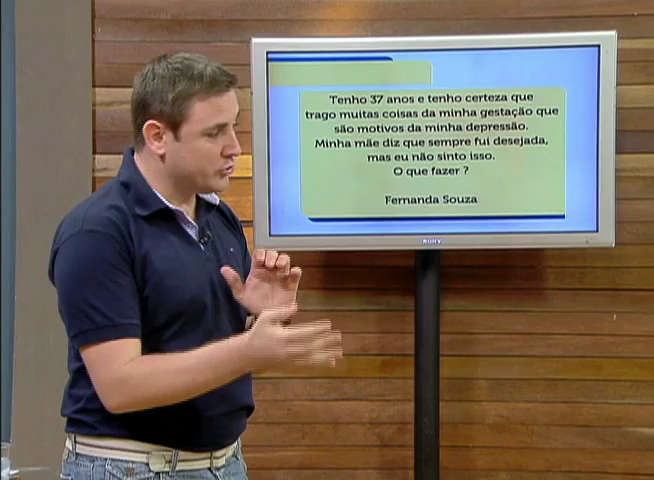 Tenho 37 anos e tenho certeza que
trago muitas coisas da minha gestação que
são motivos da minha depressão.
Minha mãe diz que sempre fui desejada,
mas eu não sinto isso.
O que fazer ?
Fernanda Souza
SONY